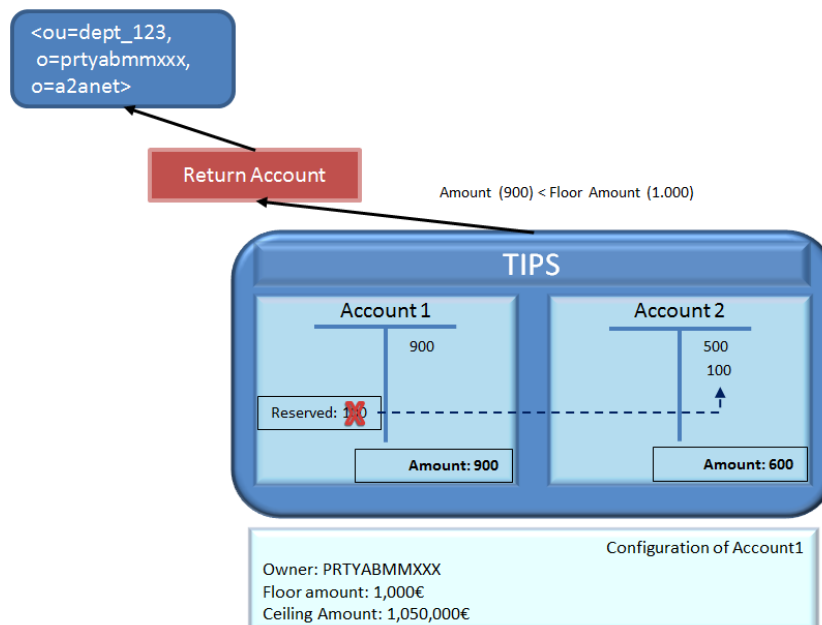 <ou=dept_123,
o=prtyabmmxxx,
o=a2anet>
Return Account
Amount (900) < Floor Amount (1.000)
TIPS
Account 1
900
Reserved:
Amount: 900
Account 2
500
100
Amount: 600
Configuration of Account1
Owner: PRTYABMMXXX
Floor amount: 1,000€
Ceiling Amount: 1,050,000€